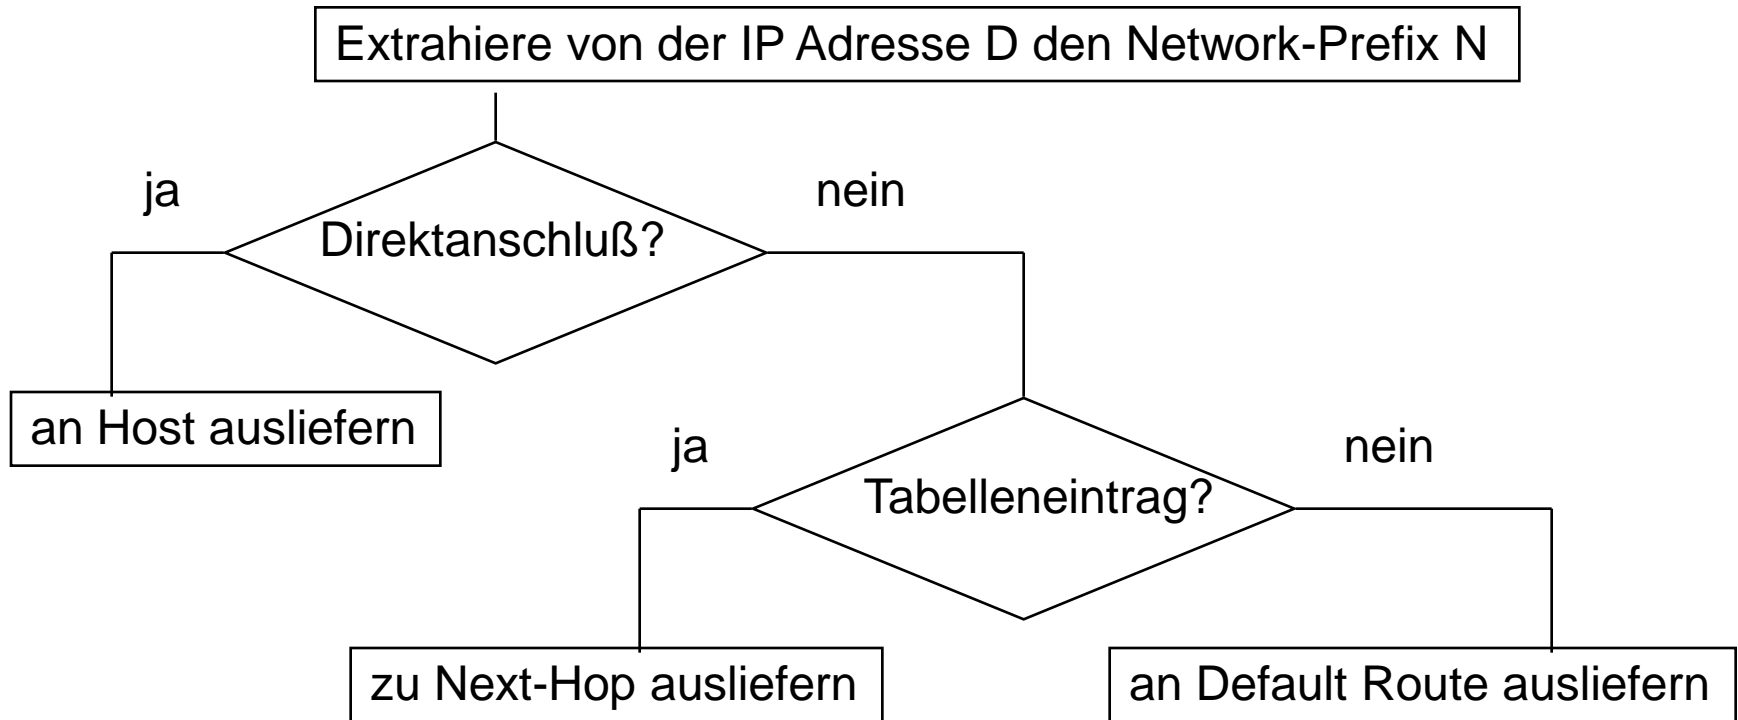 Extrahiere von der IP Adresse D den Network-Prefix N
ja
nein
Direktanschluß?
an Host ausliefern
ja
nein
Tabelleneintrag?
zu Next-Hop ausliefern
an Default Route ausliefern